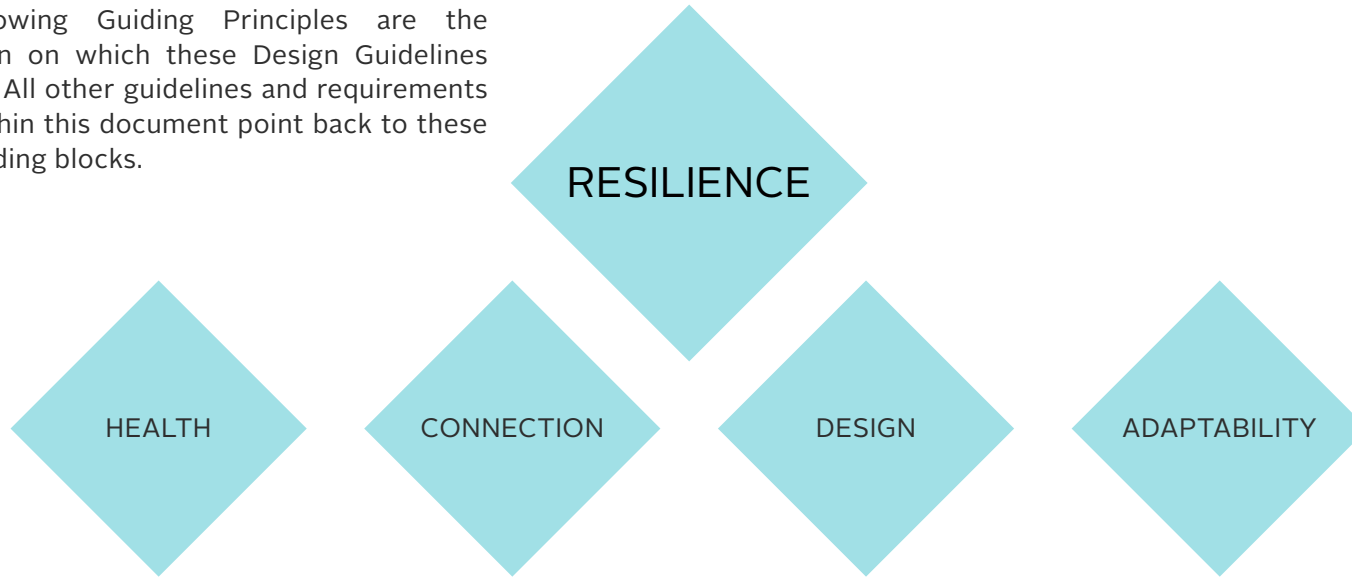 owing Guiding Principles are the
n on which these Design Guidelines
All other guidelines and requirements
hin this document point back to these
ding blocks.
RESILIENCE
HEALTH CONNECTION DESIGN ADAPTABILITY